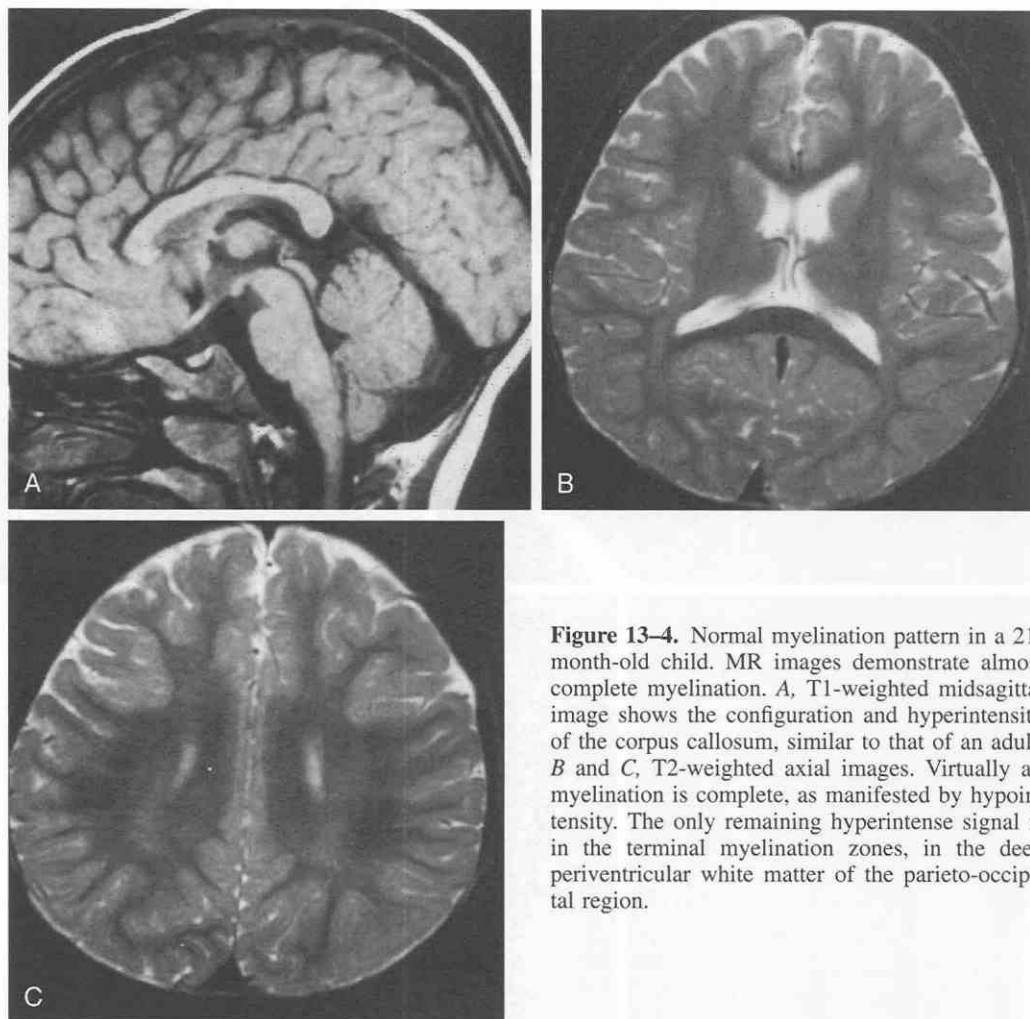 A
B
C
Figure 13–4. Normal myelination pattern in a 21
month-old child. MR images demonstrate almo
complete myelination. A, T1-weighted midsagitta
image shows the configuration and hyperintensit
of the corpus callosum, similar to that of an adul
B and C, T2-weighted axial images. Virtually a
myelination is complete, as manifested by hypoin
tensity. The only remaining hyperintense signal
in the terminal myelination zones, in the dee
periventricular white matter of the parieto-occip
tal region.